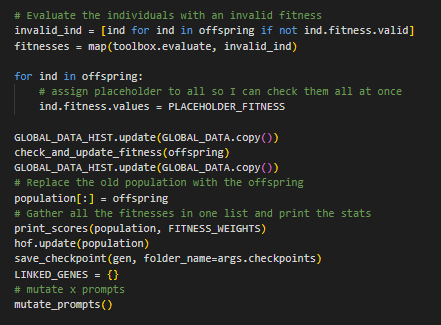 # Evaluate the individuals with an invalid fitness
invalid_ind = [ind for ind in offspring if not ind.fitness.valid]
fitnesses = map(toolbox.evaluate, invalid_ind)
for ind in offspring:
# assign placeholder to all so I can check them all at once
ind.fitness.values = PLACEHOLDER_FITNESS
GLOBAL_DATA_HIST.update(GLOBAL_DATA.copy())
check_and_update_fitness(offspring)
GLOBAL_DATA_HIST.update(GLOBAL_DATA.copy())
# Replace the old population with the offspring
population[:] = offspring
# Gather all the fitnesses in one list and print the stats
print_scores(population, FITNESS_WEIGHTS)
hof.update(population)
save_checkpoint(gen, folder_name=args.checkpoints)
LINKED_GENES = {}
# mutate x prompts
mutate_prompts()